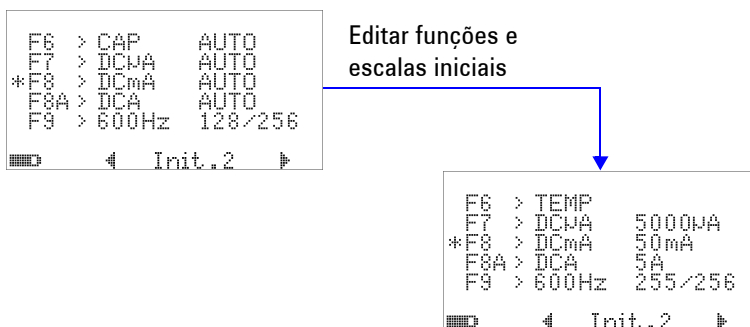 F6 > CAP AUTO
F7 > DCµA AUTO
*F8 > DCmA AUTO
F8A > DCA AUTO
F9 > 600Hz 128/256
Init.2
Editar funções e
escalas iniciais
F6 > TEMP
F7 > DCµA 5000µA
*F8 > DCmA 50mA
F8A > DCA 5A
F9 > 600Hz 255/256
Init.2